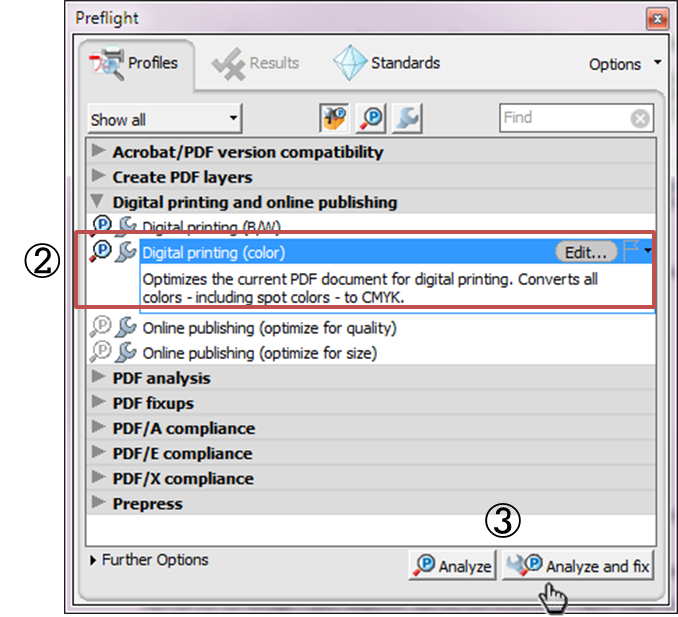 Preflight
Profiles
Results
Standards
Options
Show all
Find
Acrobat/PDF version compatibility
Create PDF layers
Digital printing and online publishing
Digital printing (B/W)
②
Digital printing (color)
Edit...
Optimizes the current PDF document for digital printing. Converts all
colors - including spot colors - to CMYK.
Online publishing (optimize for quality)
Online publishing (optimize for size)
PDF analysis
PDF fixups
PDF/A compliance
PDF/E compliance
PDF/X compliance
Prepress
③
Further Options
Analyze
Analyze and fix